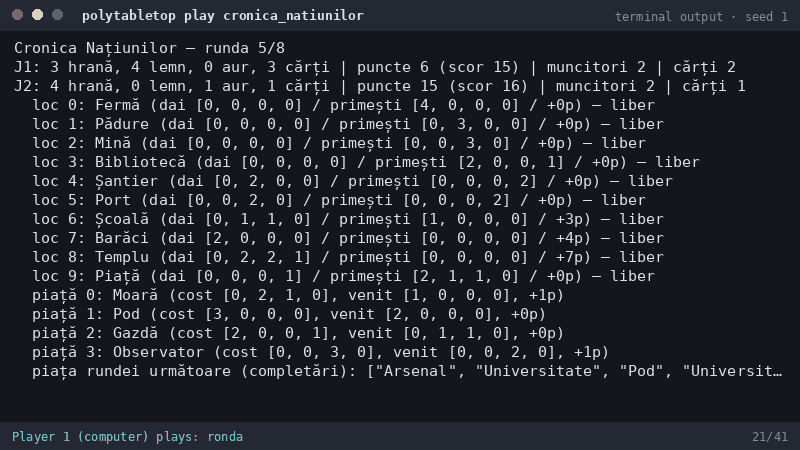 polytabletop play cronica_natiunilor
terminal output · seed 1
Cronica Națiunilor — runda 5/8
J1: 3 hrană, 4 lemn, 0 aur, 3 cărți | puncte 6 (scor 15) | muncitori 2 | cărți 2
J2: 4 hrană, 0 lemn, 1 aur, 1 cărți | puncte 15 (scor 16) | muncitori 2 | cărți 1
loc 0: Fermă (dai [0, 0, 0, 0] / primești [4, 0, 0, 0] / +0p) — liber
loc 1: Pădure (dai [0, 0, 0, 0] / primești [0, 3, 0, 0] / +0p) — liber
loc 2: Mină (dai [0, 0, 0, 0] / primești [0, 0, 3, 0] / +0p) — liber
loc 3: Bibliotecă (dai [0, 0, 0, 0] / primești [2, 0, 0, 1] / +0p) — liber
loc 4: Șantier (dai [0, 2, 0, 0] / primești [0, 0, 0, 2] / +0p) — liber
loc 5: Port (dai [0, 0, 2, 0] / primești [0, 0, 0, 2] / +0p) — liber
loc 6: Școală (dai [0, 1, 1, 0] / primești [1, 0, 0, 0] / +3p) — liber
loc 7: Barăci (dai [2, 0, 0, 0] / primești [0, 0, 0, 0] / +4p) — liber
loc 8: Templu (dai [0, 2, 2, 1] / primești [0, 0, 0, 0] / +7p) — liber
loc 9: Piață (dai [0, 0, 0, 1] / primești [2, 1, 1, 0] / +0p) — liber
piață 0: Moară (cost [0, 2, 1, 0], venit [1, 0, 0, 0], +1p)
piață 1: Pod (cost [3, 0, 0, 0], venit [2, 0, 0, 0], +0p)
piață 2: Gazdă (cost [2, 0, 0, 1], venit [0, 1, 1, 0], +0p)
piață 3: Observator (cost [0, 0, 3, 0], venit [0, 0, 2, 0], +1p)
piața rundei următoare (completări): ["Arsenal", "Universitate", "Pod", "Universit…
Player 1 (computer) plays: ronda
21/41